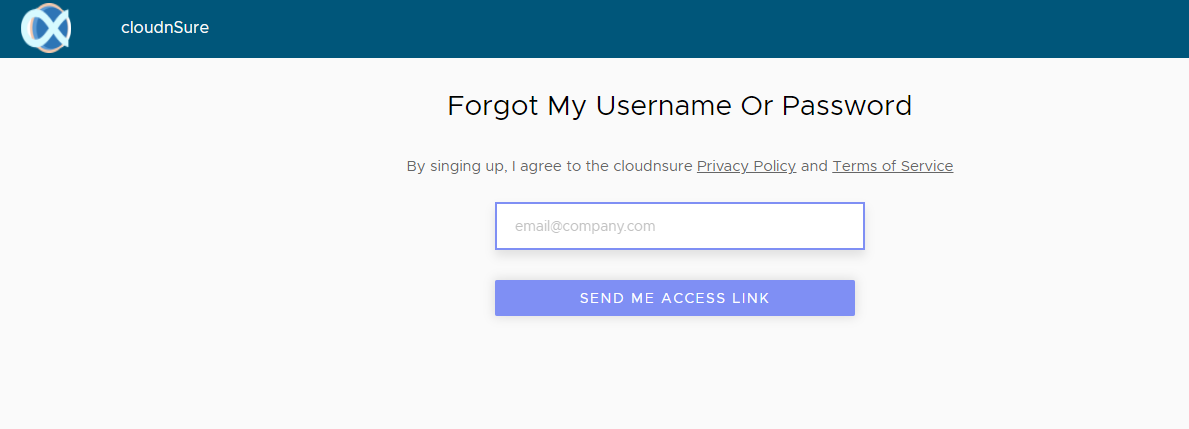 cloudnSure
Forgot My Username Or Password
By singing up, I agree to the cloudnsure Privacy Policy and Terms of Service
email@company.com
SEND ME ACCESS LINK